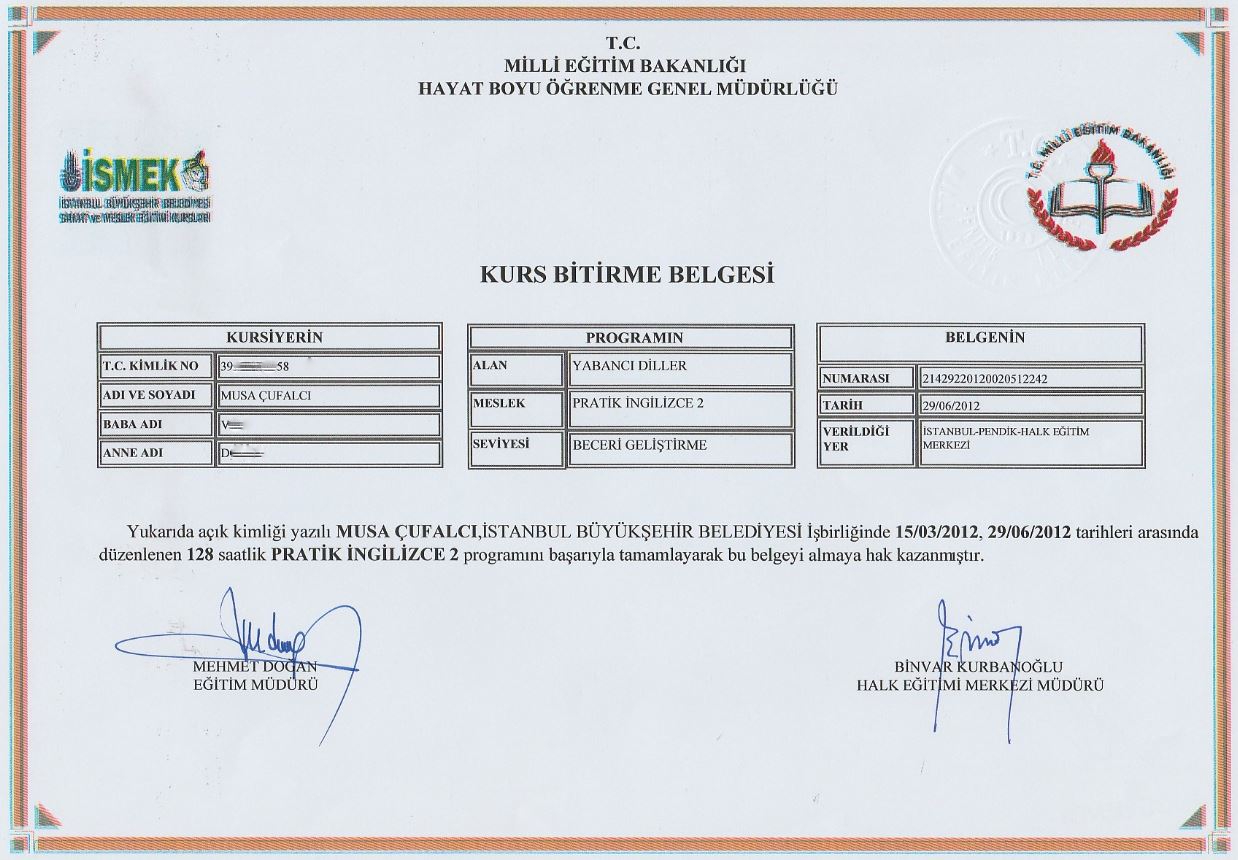 T.C.
MİLLİ EĞİTİM BAKANLIĞI
HAYAT BOYU ÖĞRENME GENEL MÜDÜRLÜĞÜ
İSMEK
İSTANBUL BÜYÜKŞEHİR BELEDİYESİ
SANAT ve MESLEK EĞİTİMİ KURSLARI
T.C. MİLLİ EĞİTİM BAKANLIĞI
KURS BİTİRME BELGESİ
KURSİYERİN
T.C. KİMLİK NO 39 58
ADI VE SOYADI MUSA ÇUFALCI
BABA ADI V
ANNE ADI D
PROGRAMIN
ALAN YABANCI DİLLER
MESLEK PRATİK İNGİLİZCE 2
SEVİYESİ BECERİ GELİŞTİRME
BELGENİN
NUMARASI 21429220120020512242
TARİH 29/06/2012
VERİLDİĞİ YER İSTANBUL-PENDİK-HALK EĞİTİM
MERKEZİ
Yukarıda açık kimliği yazılı MUSA ÇUFALCI,İSTANBUL BÜYÜKŞEHİR BELEDİYESİ İşbirliğinde 15/03/2012, 29/06/2012 tarihleri arasında
düzenlenen 128 saatlik PRATİK İNGİLİZCE 2 programını başarıyla tamamlayarak bu belgeyi almaya hak kazanmıştır.
MEHMET DOĞAN
EĞİTİM MÜDÜRÜ
BİNVAR KURBANOĞLU
HALK EĞİTİMİ MERKEZİ MÜDÜRÜ